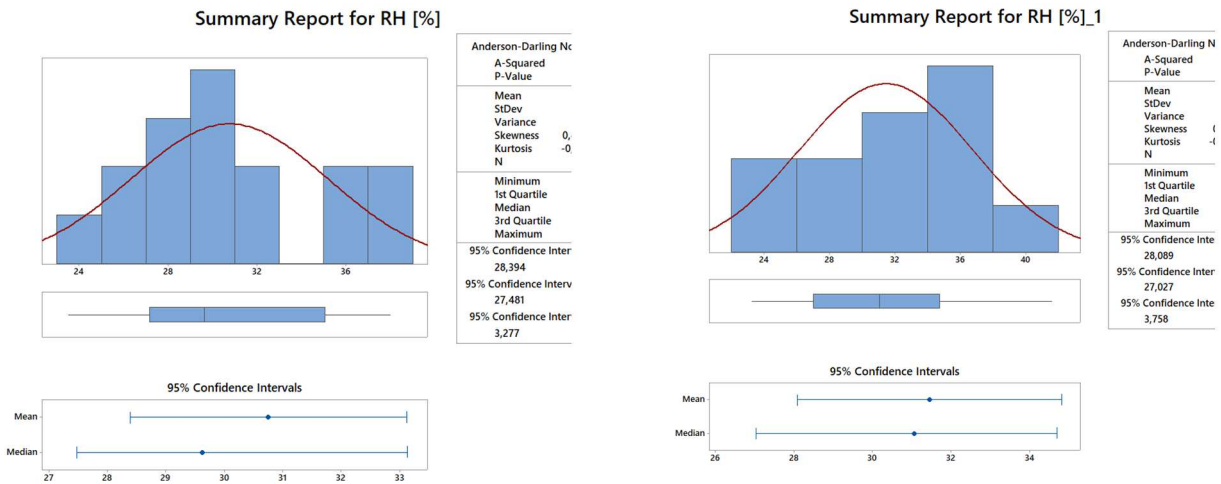 Summary Report for RH [%]
Anderson-Darling No
A-Squared
P-Value
Mean
StDev
Variance
Skewness 0,
Kurtosis -0,
N
Minimum
1st Quartile
Median
3rd Quartile
Maximum
95% Confidence Inter
28,394
95% Confidence Interv
27,481
95% Confidence Inter
3,277
24 28 32 36
95% Confidence Intervals
Mean
Median
27 28 29 30 31 32 33
Summary Report for RH [%]_1
Anderson-Darling N
A-Squared
P-Value
Mean
StDev
Variance
Skewness 0
Kurtosis -0
N
Minimum
1st Quartile
Median
3rd Quartile
Maximum
95% Confidence Inte
28,089
95% Confidence Inte
27,027
95% Confidence Inte
3,758
24 28 32 36 40
95% Confidence Intervals
Mean
Median
26 28 30 32 34